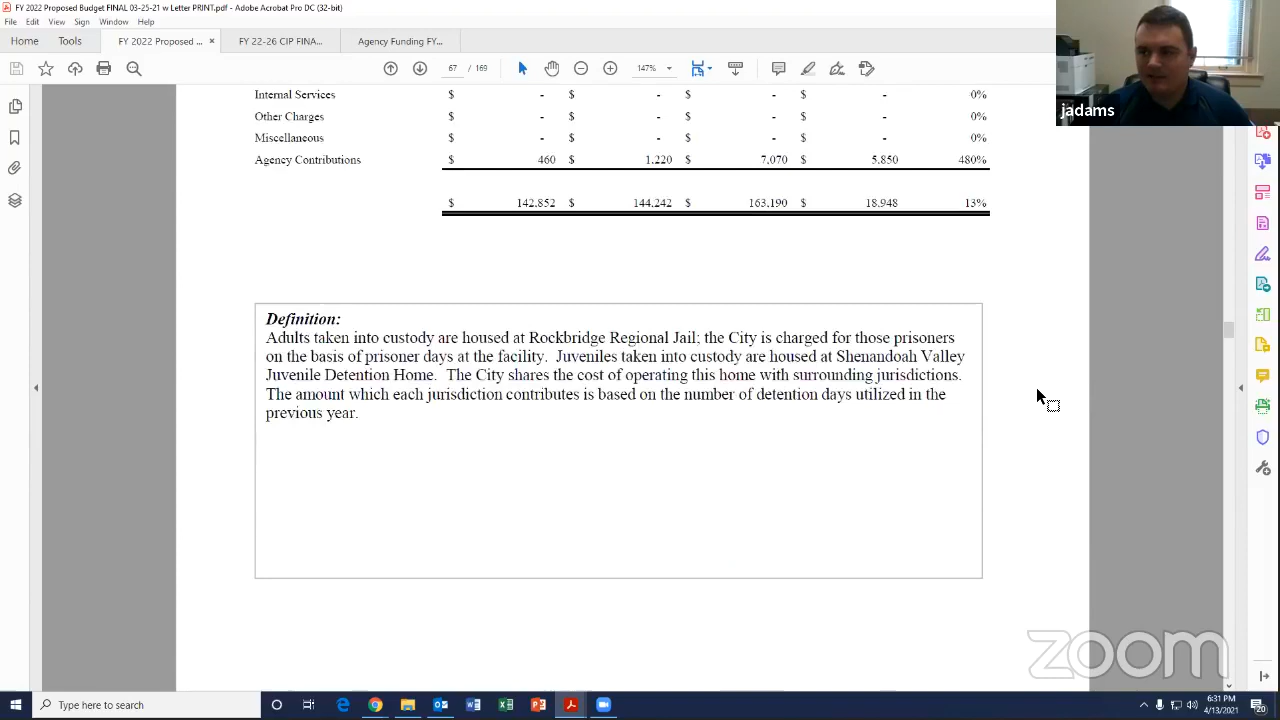 FY 2022 Proposed Budget FINAL 03-25-21 w Letter PRINT.pdf - Adobe Acrobat Pro DC (32-bit)
File Edit View Sign Window Help
Home Tools FY 2022 Proposed ... × FY 22-26 CIP FINA... Agency Funding FY...
67 / 169 147%
jadams
Internal Services $ - $ - $ - $ - 0%
Other Charges $ - $ - $ - $ - 0%
Miscellaneous $ - $ - $ - $ - 0%
Agency Contributions $ 460 $ 1,220 $ 7,070 $ 5,850 480%
$ 142,852 $ 144,242 $ 163,190 $ 18,948 13%
Definition:
Adults taken into custody are housed at Rockbridge Regional Jail; the City is charged for those prisoners
on the basis of prisoner days at the facility. Juveniles taken into custody are housed at Shenandoah Valley
Juvenile Detention Home. The City shares the cost of operating this home with surrounding jurisdictions.
The amount which each jurisdiction contributes is based on the number of detention days utilized in the
previous year.
zoom
Type here to search
6:31 PM
4/13/2021
20